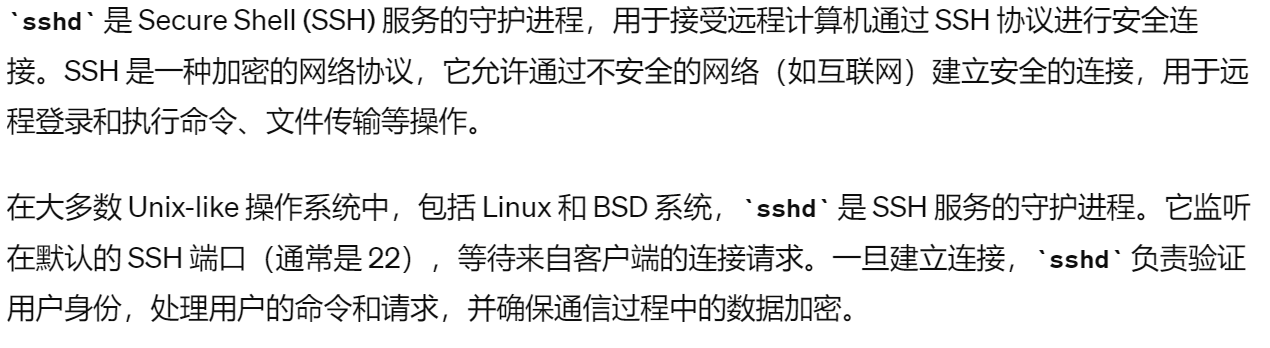 `sshd` 是 Secure Shell (SSH) 服务的守护进程，用于接受远程计算机通过 SSH 协议进行安全连
接。SSH 是一种加密的网络协议，它允许通过不安全的网络（如互联网）建立安全的连接，用于远
程登录和执行命令、文件传输等操作。
在大多数 Unix-like 操作系统中，包括 Linux 和 BSD 系统，`sshd` 是 SSH 服务的守护进程。它监听
在默认的 SSH 端口（通常是 22），等待来自客户端的连接请求。一旦建立连接，`sshd` 负责验证
用户身份，处理用户的命令和请求，并确保通信过程中的数据加密。